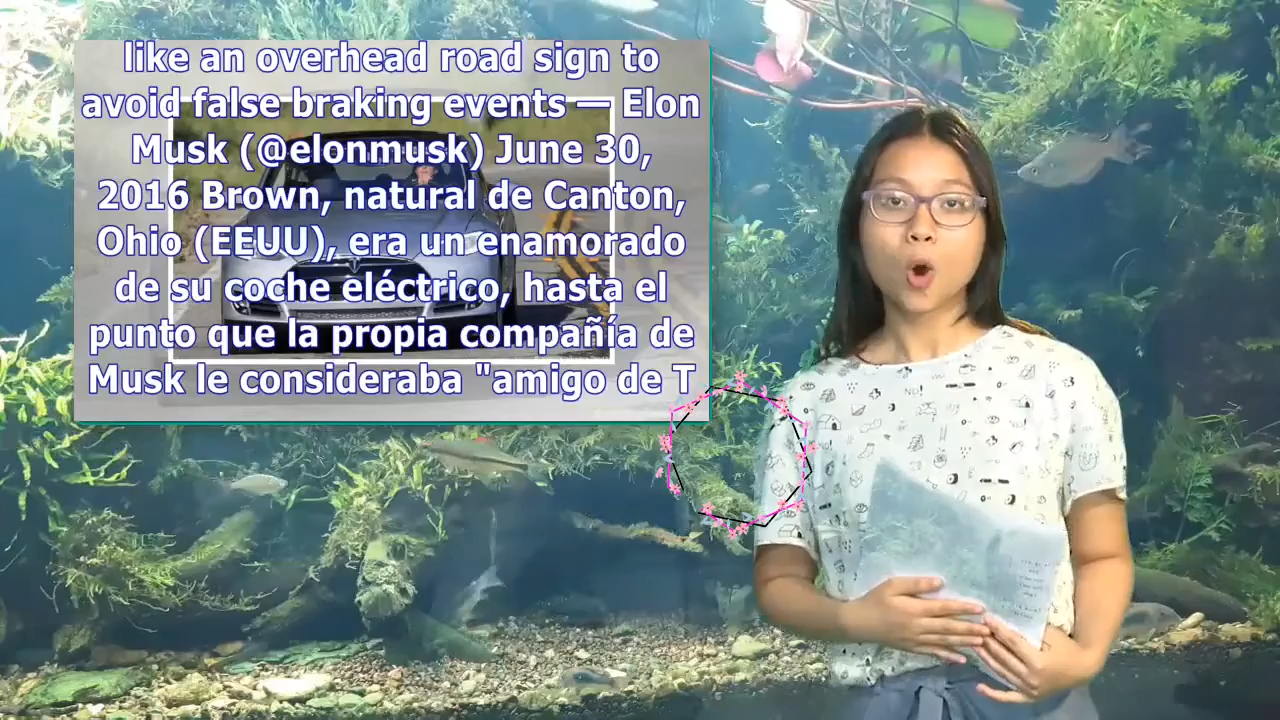 like an overhead road sign to
avoid false braking events — Elon
Musk (@elonmusk) June 30,
2016 Brown, natural de Canton,
Ohio (EEUU), era un enamorado
de su coche eléctrico, hasta el
punto que la propia compañía de
Musk le consideraba "amigo de T
NO!